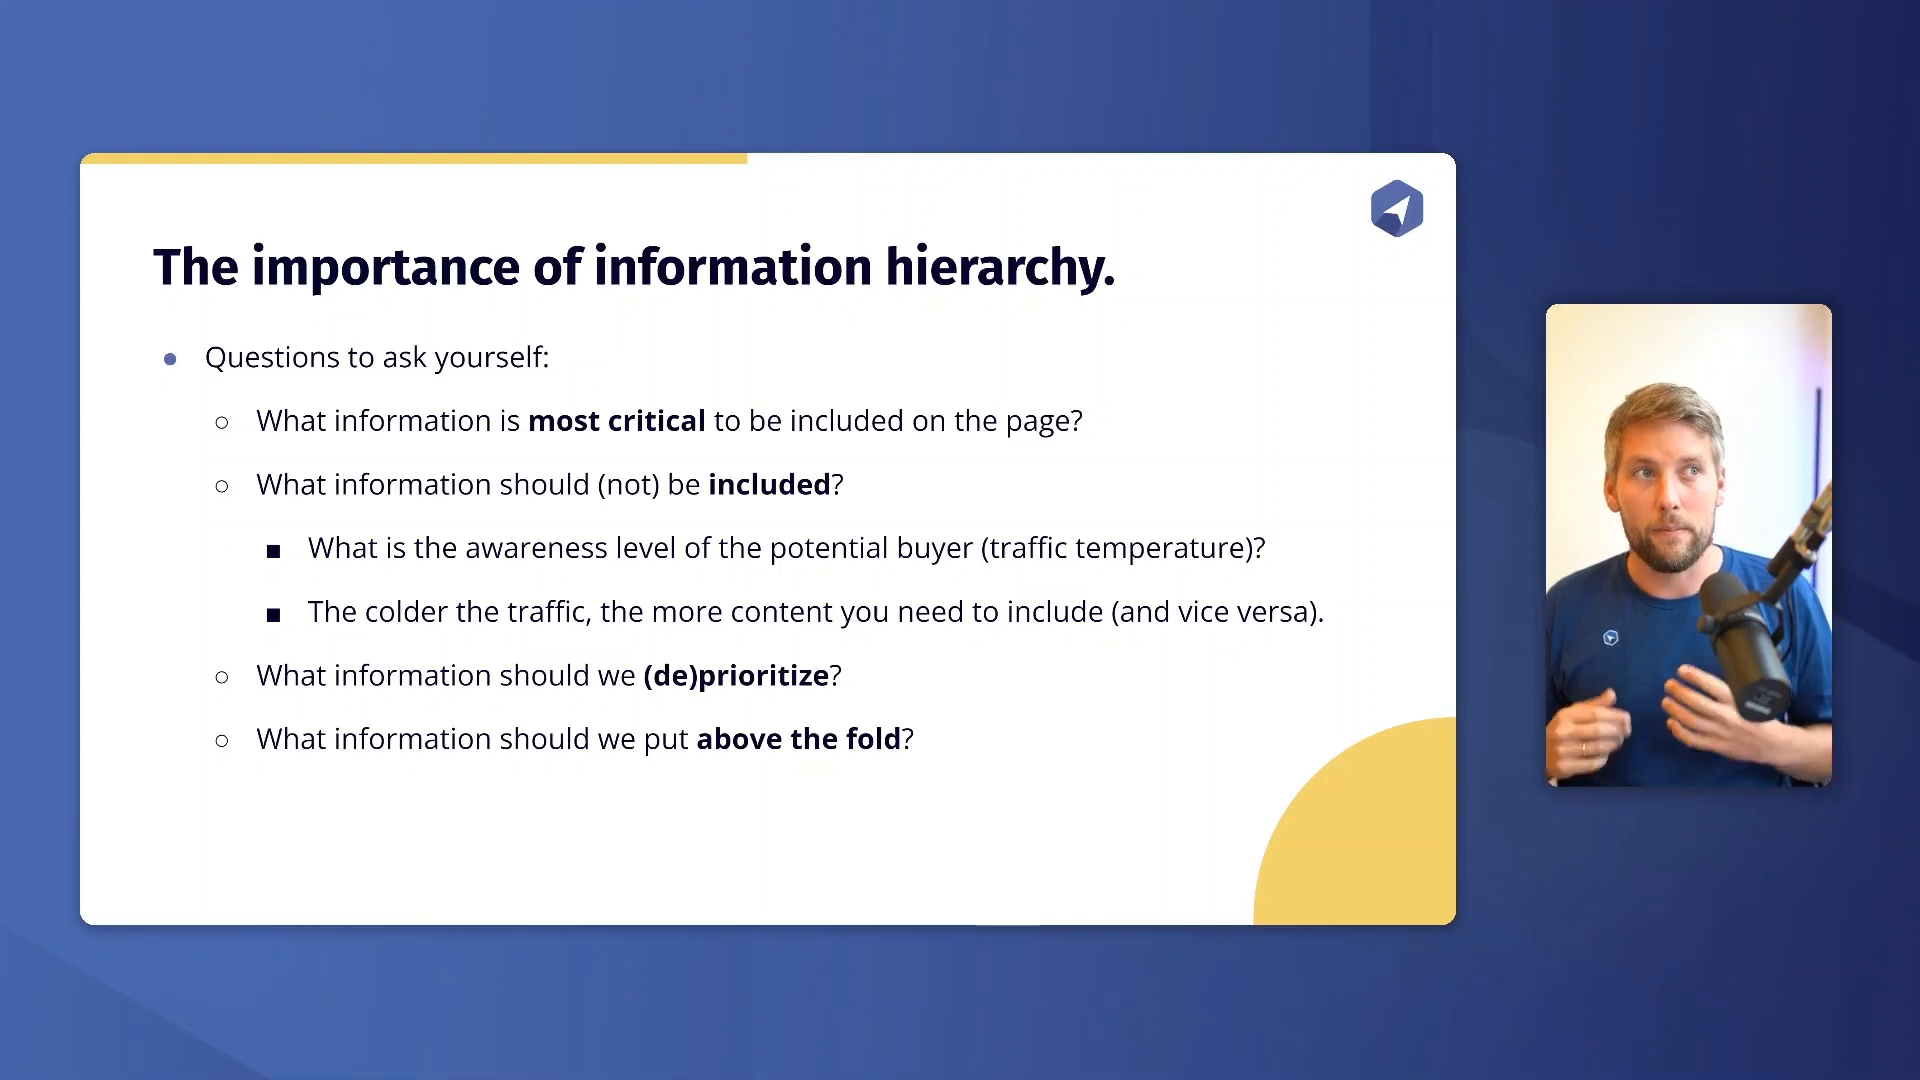 The importance of information hierarchy.
● Questions to ask yourself:
○ What information is most critical to be included on the page?
○ What information should (not) be included?
■ What is the awareness level of the potential buyer (traffic temperature)?
■ The colder the traffic, the more content you need to include (and vice versa).
○ What information should we (de)prioritize?
○ What information should we put above the fold?